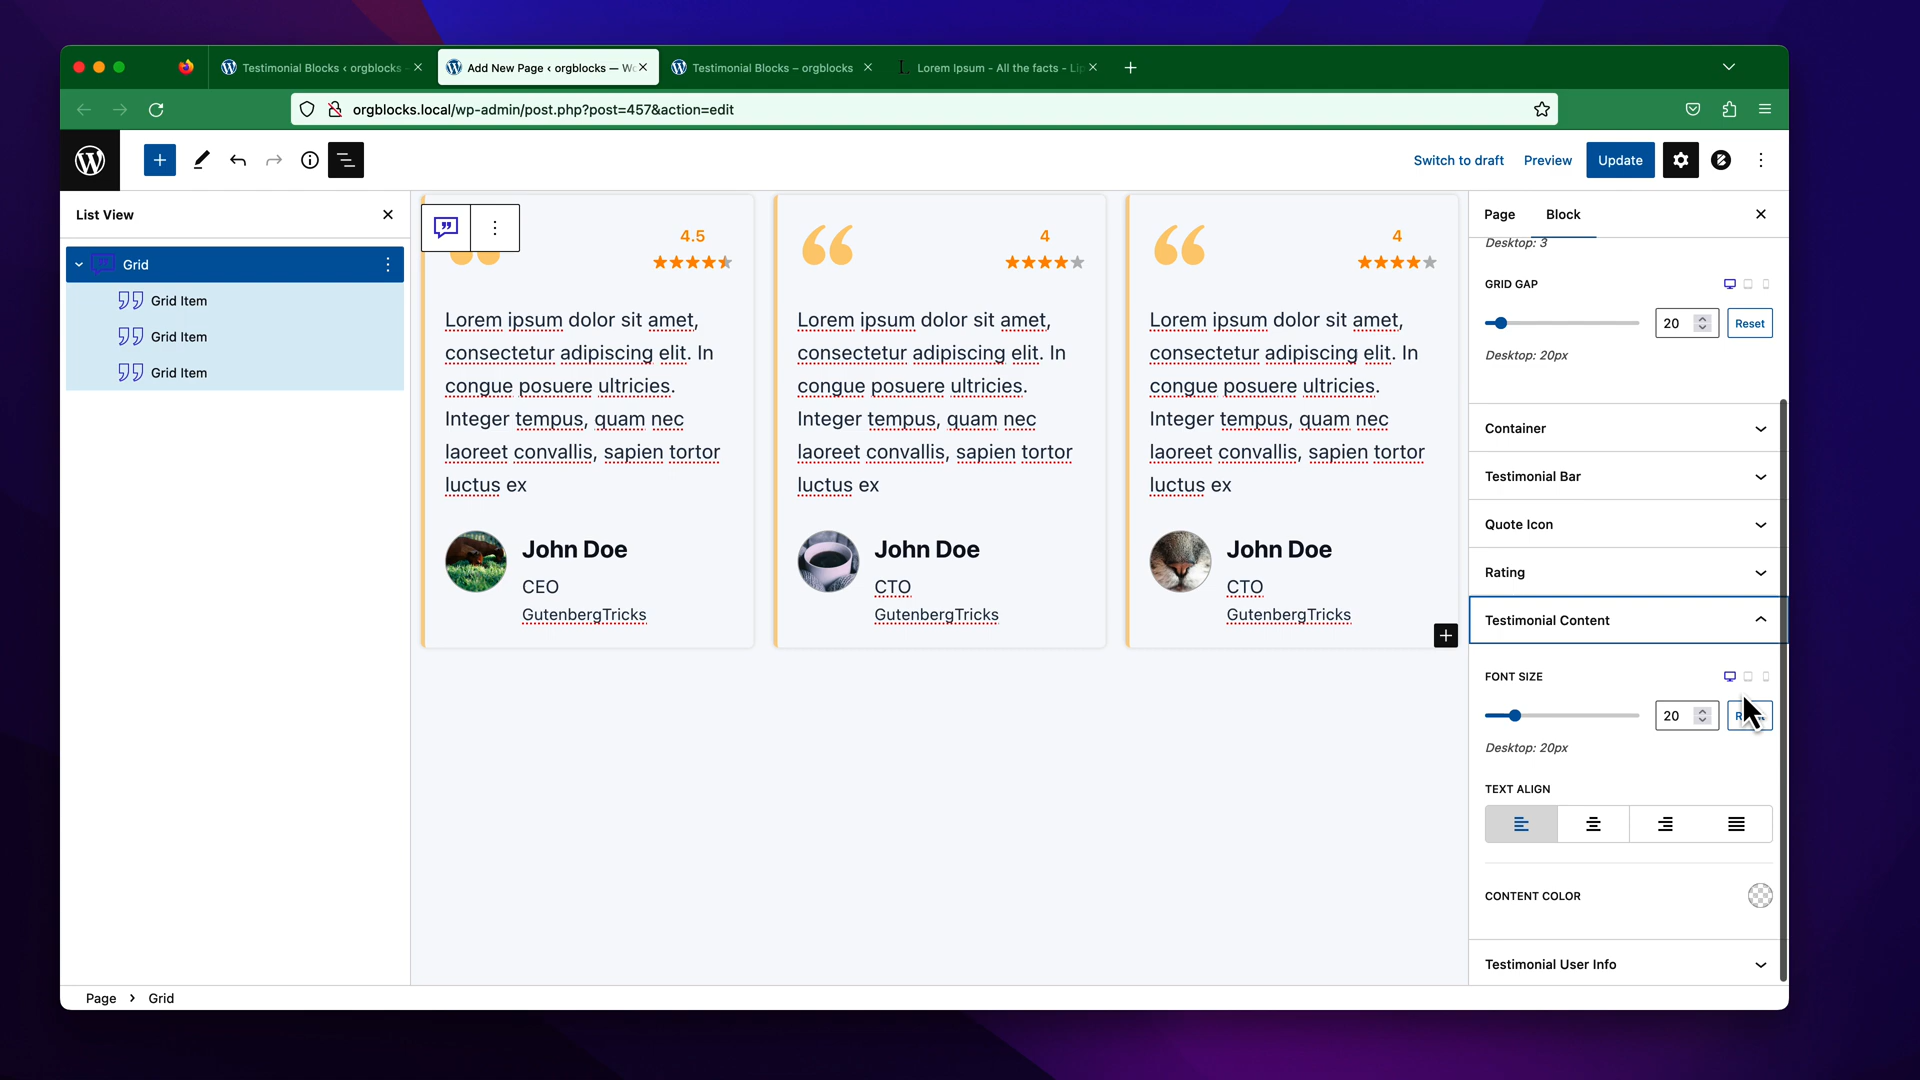 Testimonial Blocks ‹ orgblocks
Add New Page ‹ orgblocks — Wo
Testimonial Blocks – orgblocks
Lorem Ipsum - All the facts - Lip
orgblocks.local/wp-admin/post.php?post=457&action=edit
Switch to draft
Preview
Update
List View
Grid
Grid Item
Grid Item
Grid Item
4.5
Lorem ipsum dolor sit amet,
consectetur adipiscing elit. In
congue posuere ultricies.
Integer tempus, quam nec
laoreet convallis, sapien tortor
luctus ex
John Doe
CEO
GutenbergTricks
4
Lorem ipsum dolor sit amet,
consectetur adipiscing elit. In
congue posuere ultricies.
Integer tempus, quam nec
laoreet convallis, sapien tortor
luctus ex
John Doe
CTO
GutenbergTricks
4
Lorem ipsum dolor sit amet,
consectetur adipiscing elit. In
congue posuere ultricies.
Integer tempus, quam nec
laoreet convallis, sapien tortor
luctus ex
John Doe
CTO
GutenbergTricks
Page Block
Desktop: 3
GRID GAP
20 Reset
Desktop: 20px
Container
Testimonial Bar
Quote Icon
Rating
Testimonial Content
FONT SIZE
20
Desktop: 20px
TEXT ALIGN
CONTENT COLOR
Testimonial User Info
Page › Grid